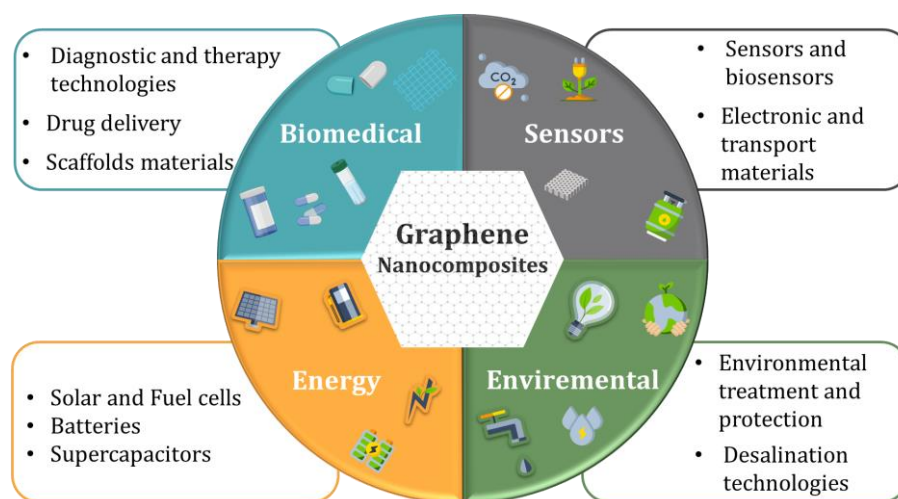 • Diagnostic and therapy
technologies
• Drug delivery
• Scaffolds materials
Biomedical
CO2
Sensors
• Sensors and
biosensors
• Electronic and
transport
materials
Graphene
Nanocomposites
Energy
• Solar and Fuel cells
• Batteries
• Supercapacitors
Enviremental
• Environmental
treatment and
protection
• Desalination
technologies